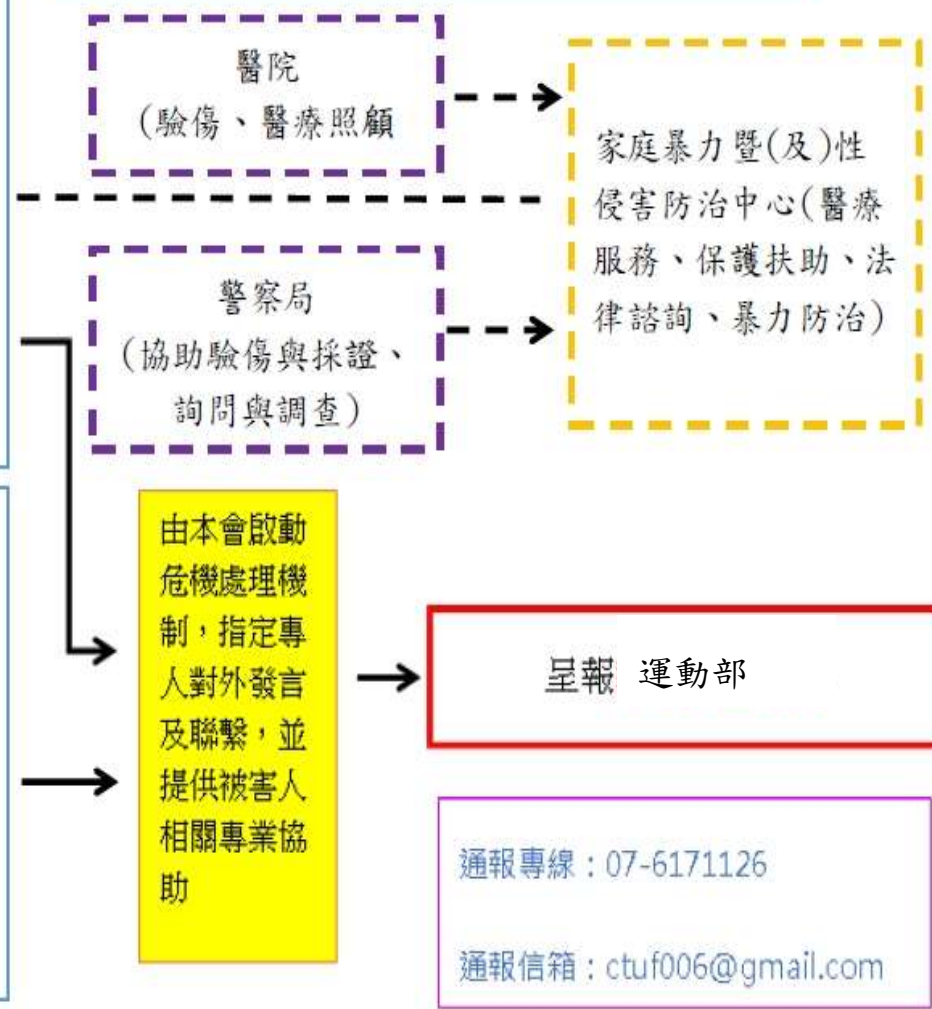 醫院
(驗傷、醫療照顧
家庭暴力暨(及)性
侵害防治中心(醫療
服務、保護扶助、法
律諮詢、暴力防治)
警察局
(協助驗傷與採證、
詢問與調查)
由本會啟動
危機處理機
制，指定專
人對外發言
及聯繫，並
提供被害人
相關專業協
助
呈報 運動部
通報專線：07-6171126
通報信箱：ctuf006@gmail.com